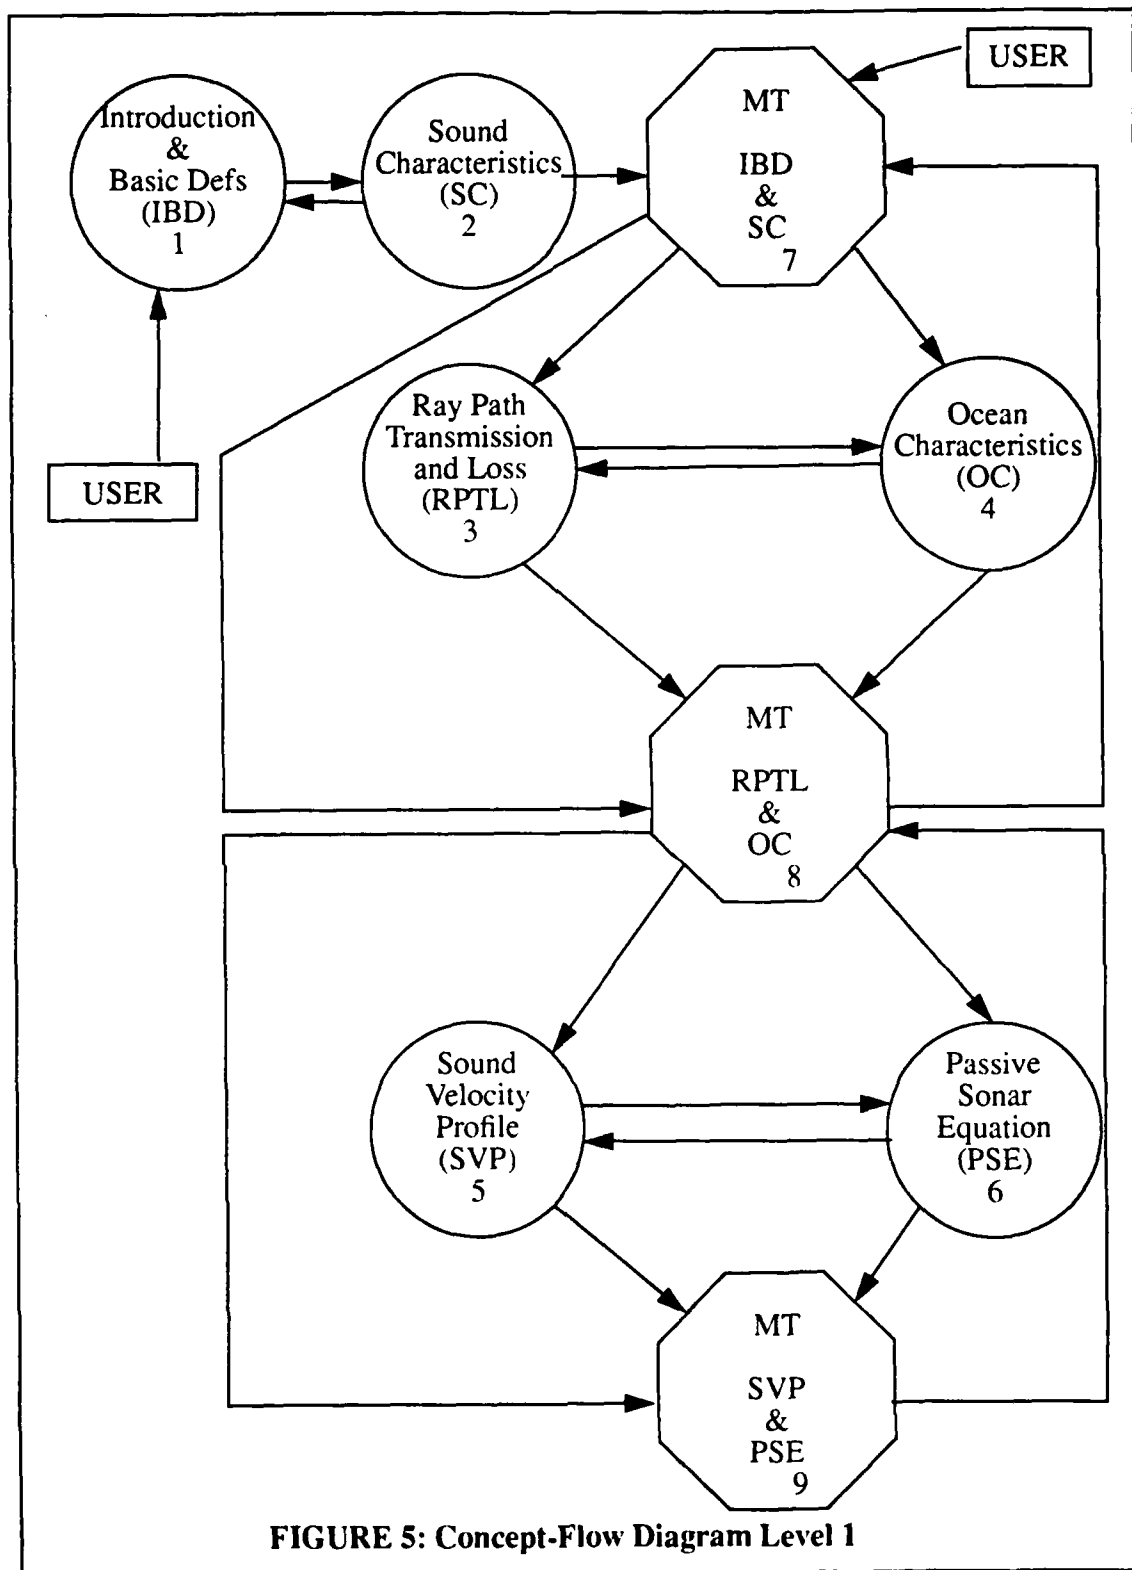 USER
Introduction
&
Basic Defs
(IBD)
1
Sound
Characteristics
(SC)
2
MT
IBD
&
SC
7
USER
Ray Path
Transmission
and Loss
(RPTL)
3
Ocean
Characteristics
(OC)
4
MT
RPTL
&
OC
8
Sound
Velocity
Profile
(SVP)
5
Passive
Sonar
Equation
(PSE)
6
MT
SVP
&
PSE
9
FIGURE 5: Concept-Flow Diagram Level 1